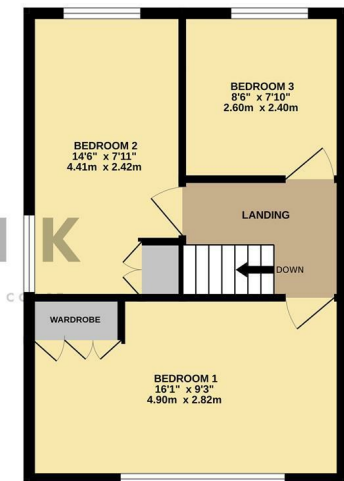 BEDROOM 3
8'6" x 7'10"
2.60m x 2.40m
BEDROOM 2
14'6" x 7'11"
4.41m x 2.42m
LANDING
DOWN
WARDROBE
BEDROOM 1
16'1" x 9'3"
4.90m x 2.82m